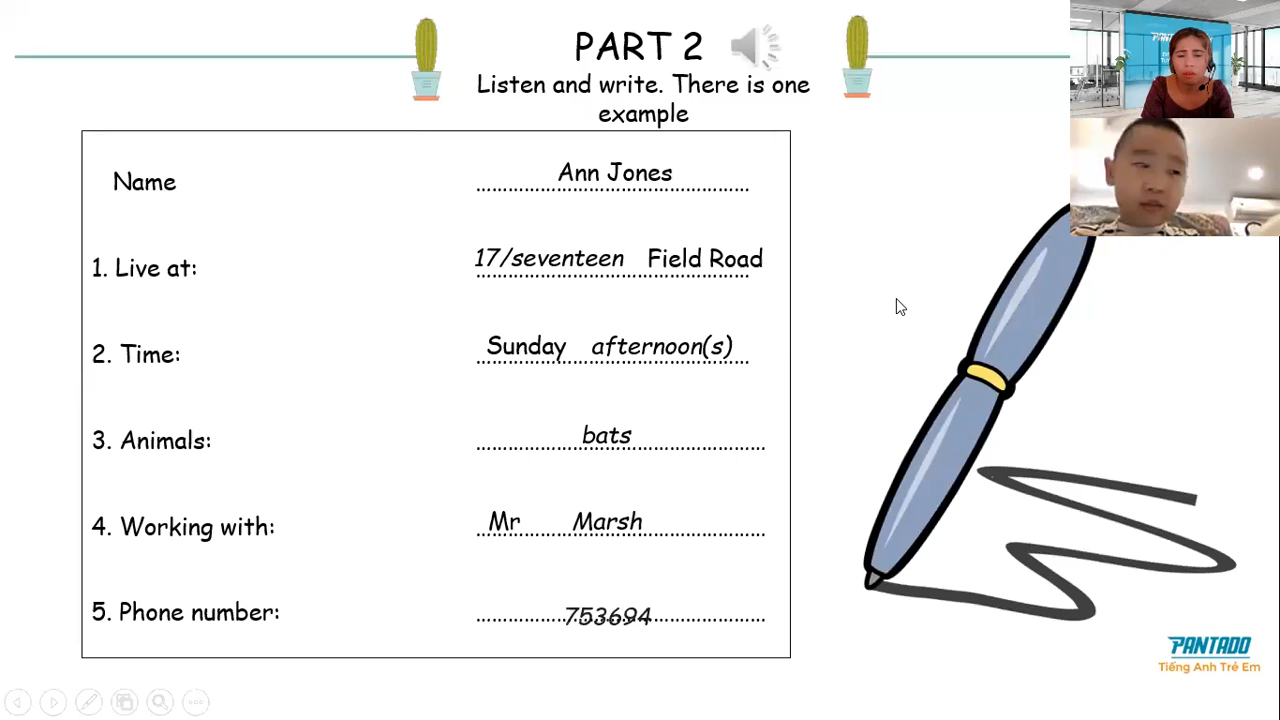 PART 2
Listen and write. There is one
example
Name Ann Jones
1. Live at: 17/seventeen Field Road
2. Time: Sunday afternoon(s)
3. Animals: bats
4. Working with: Mr Marsh
5. Phone number: 753694
PANTADO
Tiếng Anh Trẻ Em